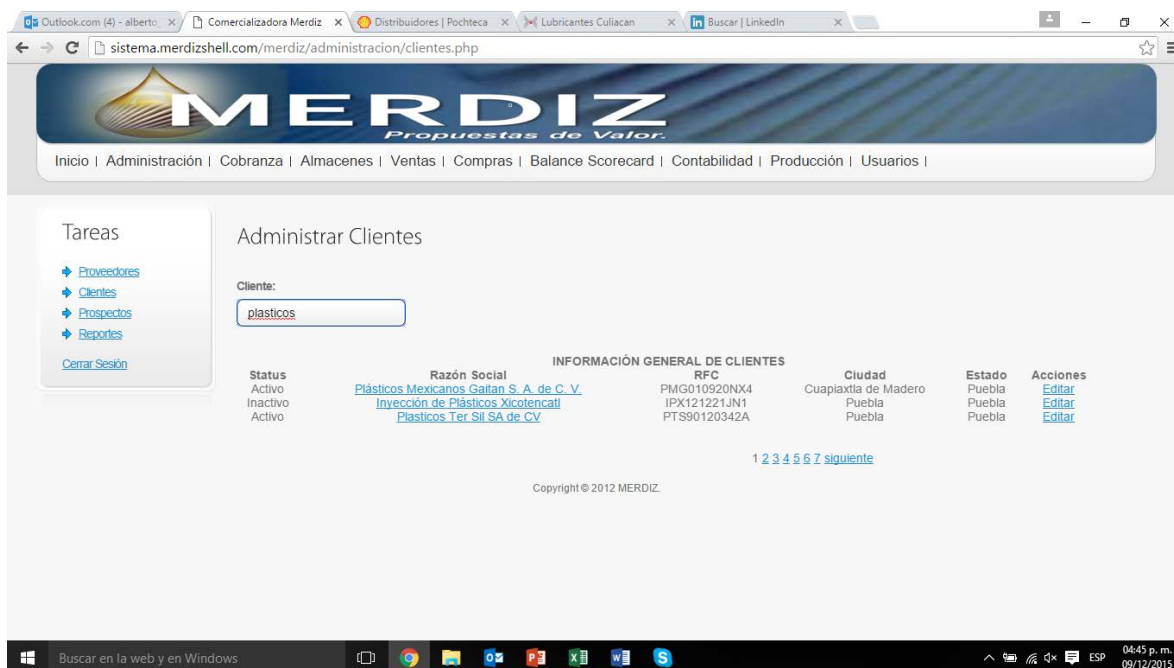 Outlook.com (4) - alberto_
Comercializadora Merdiz
Distribuidores | Pochteca
Lubricantes Culiacan
Buscar | LinkedIn
sistema.merdizshell.com/merdiz/administracion/clientes.php
MERDIZ
Propuestas de Valor.
Inicio | Administración | Cobranza | Almacenes | Ventas | Compras | Balance Scorecard | Contabilidad | Producción | Usuarios |
Tareas
Proveedores
Clientes
Prospectos
Reportes
Cerrar Sesión
Administrar Clientes
Cliente:
plasticos
INFORMACIÓN GENERAL DE CLIENTES
Status Razón Social RFC Ciudad Estado Acciones
Activo Plásticos Mexicanos Gaitan S. A. de C. V. PMG010920NX4 Cuapiaxtla de Madero Puebla Editar
Inactivo Inyección de Plásticos Xicotencatl IPX121221JN1 Puebla Puebla Editar
Activo Plasticos Ter Sil SA de CV PTS90120342A Puebla Puebla Editar
1 2 3 4 5 6 7 siguiente
Copyright © 2012 MERDIZ.
Buscar en la web y en Windows
ESP
04:45 p. m.
09/12/2015